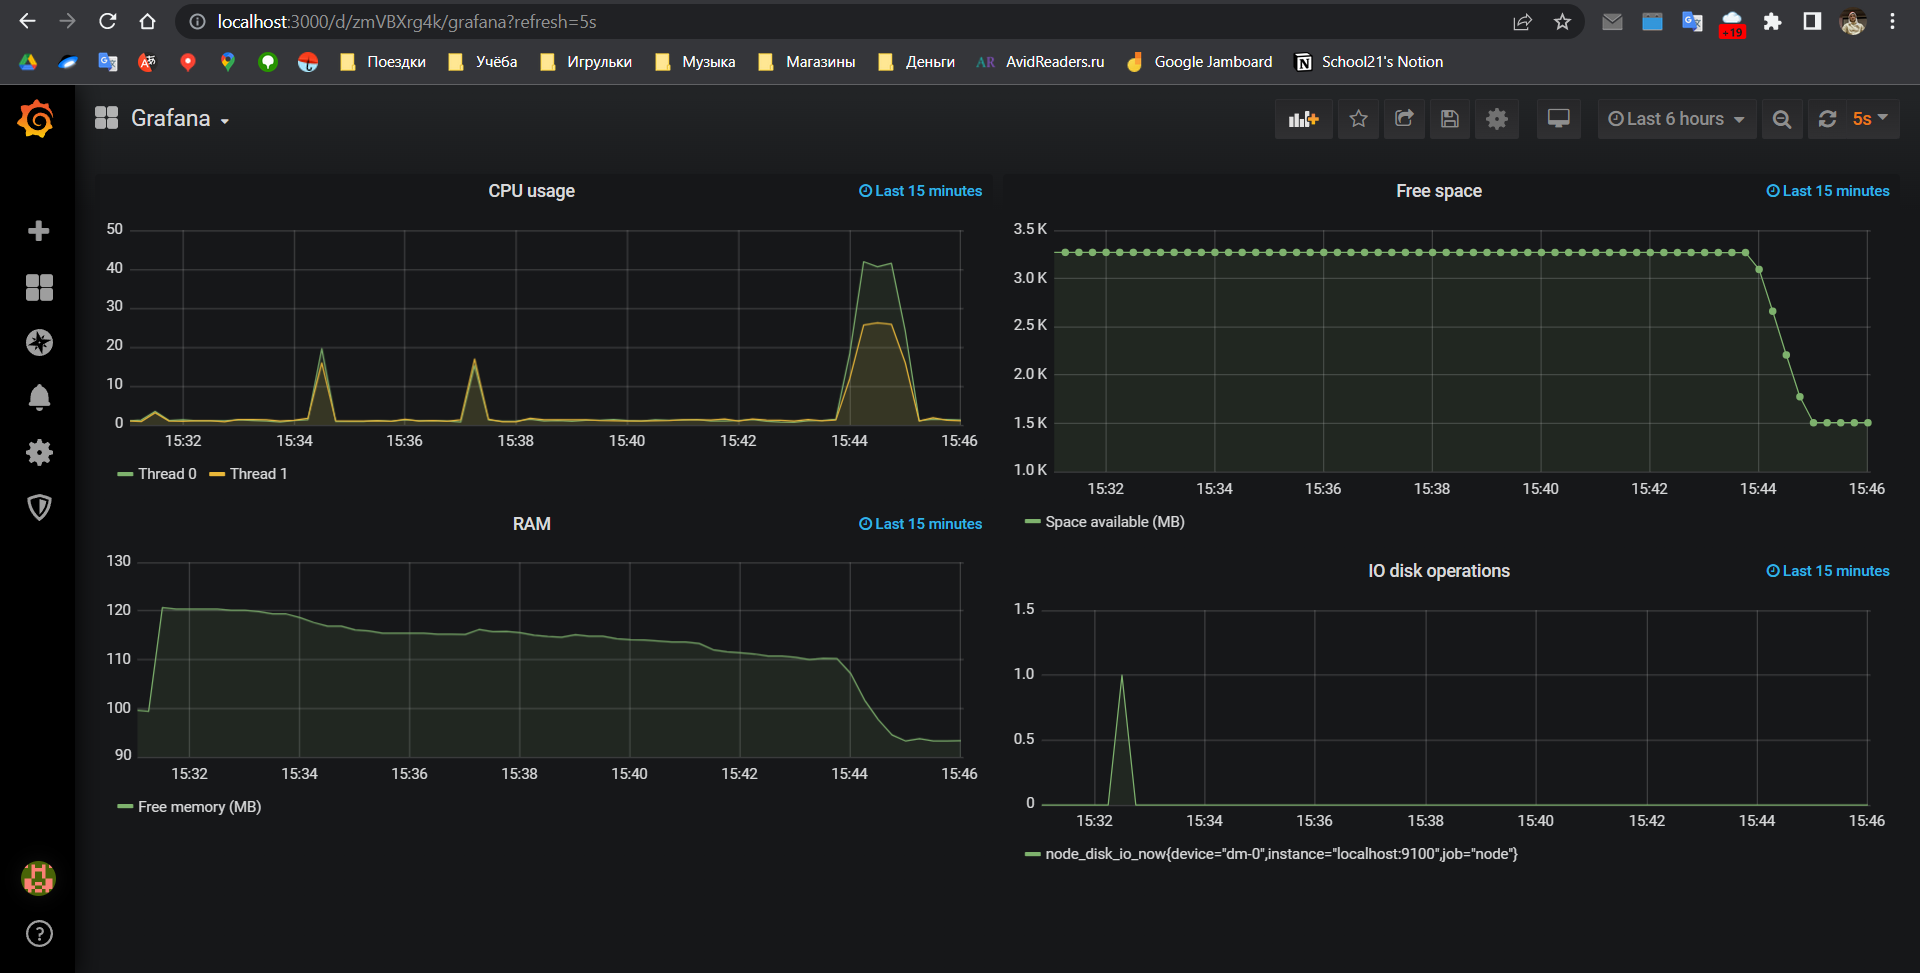 localhost:3000/d/zmVBXrg4k/grafana?refresh=5s
+19
Поездки Учёба Игрульки Музыка Магазины Деньги AR AvidReaders.ru Google Jamboard School21's Notion
Grafana
Last 6 hours 5s
CPU usage
Last 15 minutes
50
40
30
20
10
0
15:32 15:34 15:36 15:38 15:40 15:42 15:44 15:46
Thread 0 Thread 1
Free space
Last 15 minutes
3.5 K
3.0 K
2.5 K
2.0 K
1.5 K
1.0 K
15:32 15:34 15:36 15:38 15:40 15:42 15:44 15:46
Space available (MB)
RAM
Last 15 minutes
130
120
110
100
90
15:32 15:34 15:36 15:38 15:40 15:42 15:44 15:46
Free memory (MB)
IO disk operations
Last 15 minutes
1.5
1.0
0.5
0
15:32 15:34 15:36 15:38 15:40 15:42 15:44 15:46
node_disk_io_now{device="dm-0",instance="localhost:9100",job="node"}